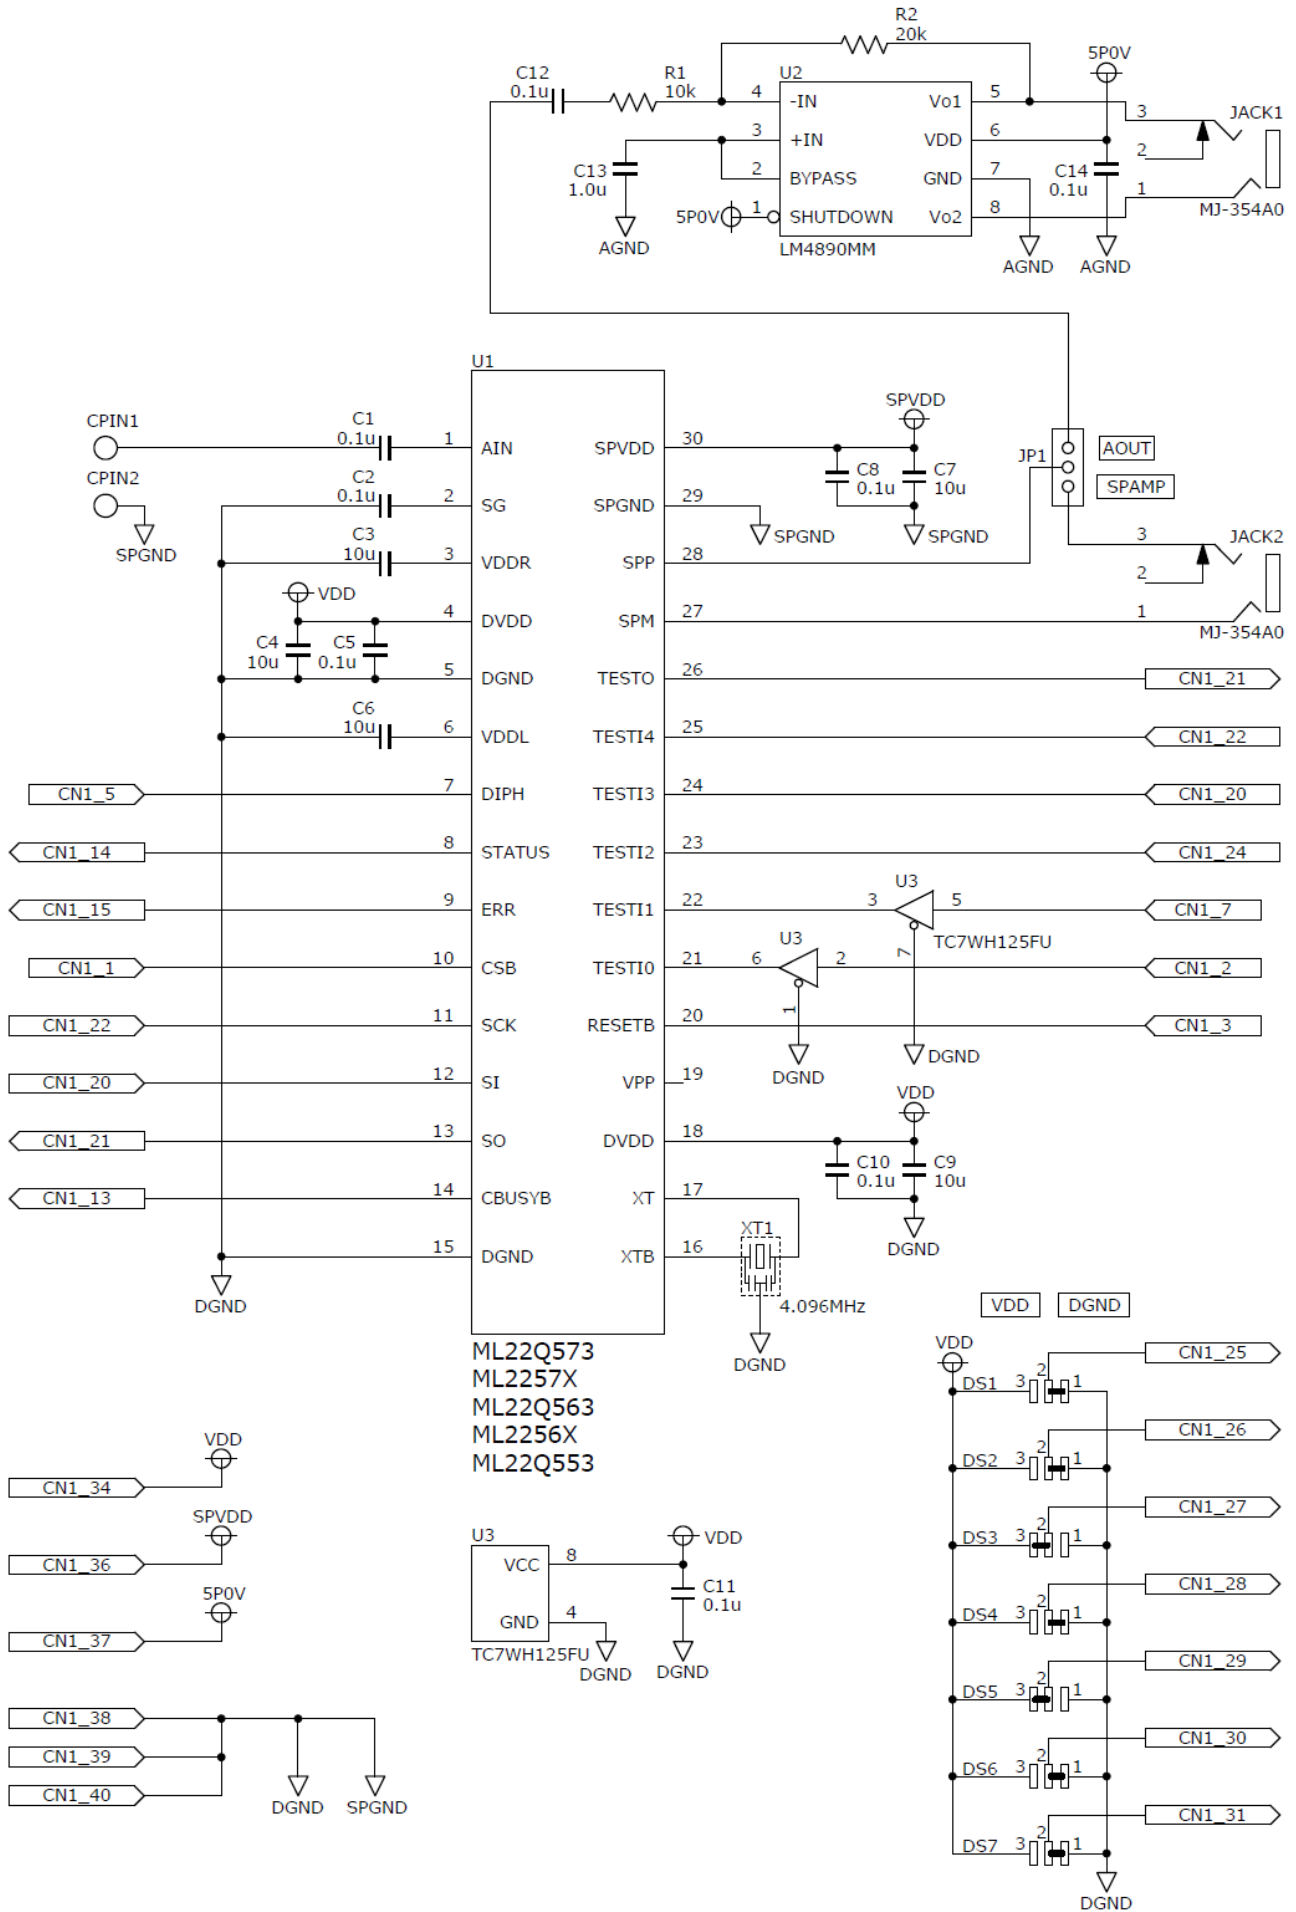 R2
20k
C12
0.1u
R1
10k
U2
5P0V
4
-IN
Vo1
5
3
+IN
VDD
6
2
BYPASS
GND
7
5P0V
1
SHUTDOWN
Vo2
8
LM4890MM
C13
1.0u
AGND
AGND
C14
0.1u
AGND
3
2
1
JACK1
MJ-354A0
U1
CPIN1
C1
0.1u
1
AIN
CPIN2
SPGND
C2
0.1u
2
SG
C3
10u
3
VDDR
VDD
4
DVDD
C4
10u
C5
0.1u
5
DGND
C6
10u
6
VDDL
CN1_5
7
DIPH
CN1_14
8
STATUS
CN1_15
9
ERR
CN1_1
10
CSB
CN1_22
11
SCK
CN1_20
12
SI
CN1_21
13
SO
CN1_13
14
CBUSYB
15
DGND
DGND
SPVDD
30
SPVDD
C8
0.1u
C7
10u
SPGND
29
SPGND
SPGND
SPP
28
SPM
27
JP1
AOUT
SPAMP
3
2
1
JACK2
MJ-354A0
TESTO
26
CN1_21
TESTI4
25
CN1_22
TESTI3
24
CN1_20
TESTI2
23
CN1_24
TESTI1
22
3
U3
5
7
TC7WH125FU
CN1_7
TESTI0
21
6
U3
2
1
CN1_2
RESETB
20
CN1_3
DGND
DGND
VPP
19
VDD
DVDD
18
C10
0.1u
C9
10u
DGND
XT
17
XTB
16
XT1
4.096MHz
DGND
ML22Q573
ML2257X
ML22Q563
ML2256X
ML22Q553
VDD
DGND
VDD
DS1
3
2
1
CN1_25
DS2
3
2
1
CN1_26
DS3
3
2
1
CN1_27
DS4
3
2
1
CN1_28
DS5
3
2
1
CN1_29
DS6
3
2
1
CN1_30
DS7
3
2
1
CN1_31
DGND
VDD
CN1_34
SPVDD
CN1_36
5P0V
CN1_37
CN1_38
CN1_39
CN1_40
DGND
SPGND
U3
VCC
8
GND
4
TC7WH125FU
DGND
VDD
C11
0.1u
DGND